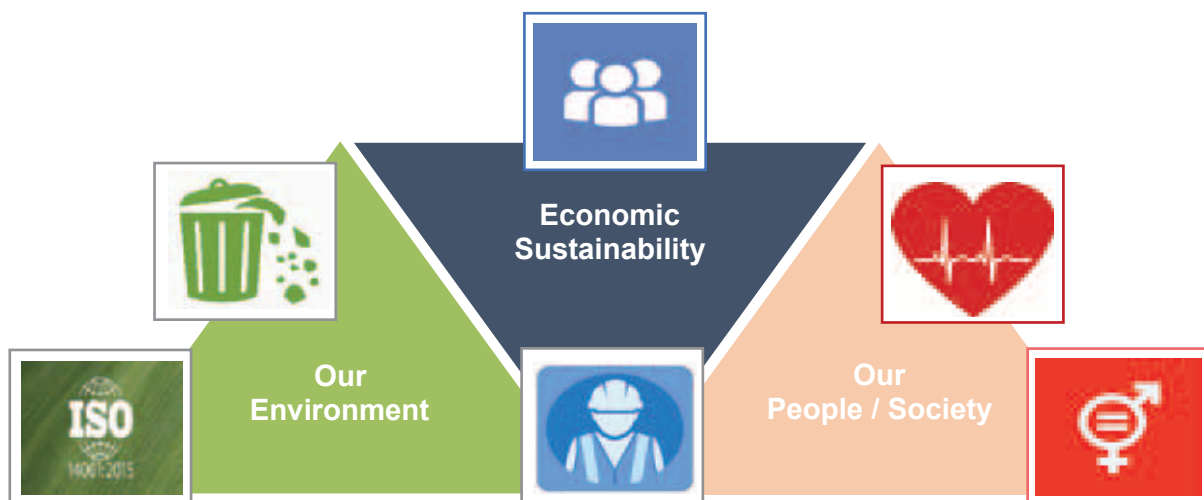 Economic
Sustainability
Our
Environment
Our
People / Society
ISO
14001:2015